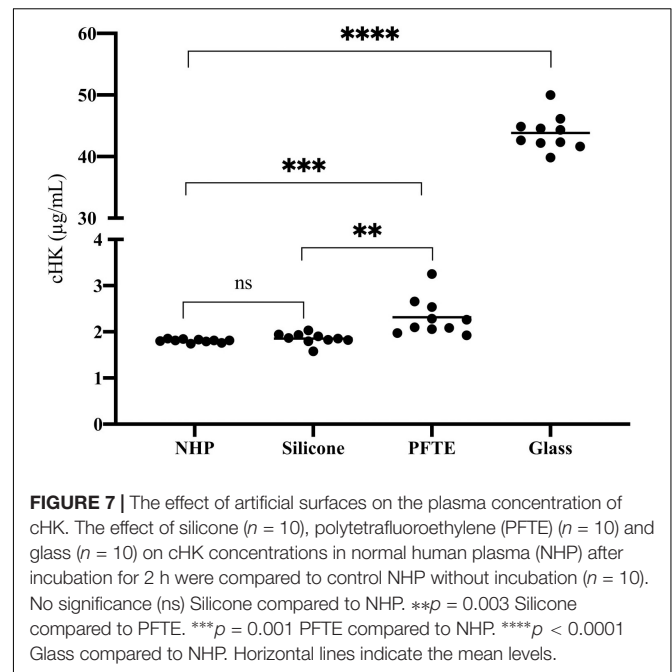 60
****
50
40
***
30
cHK (µg/mL)
4
**
3
ns
2
1
0
NHP Silicone PFTE Glass
FIGURE 7 | The effect of artificial surfaces on the plasma concentration of
cHK. The effect of silicone (n = 10), polytetrafluoroethylene (PFTE) (n = 10) and
glass (n = 10) on cHK concentrations in normal human plasma (NHP) after
incubation for 2 h were compared to control NHP without incubation (n = 10).
No significance (ns) Silicone compared to NHP. **p = 0.003 Silicone
compared to PFTE. ***p = 0.001 PFTE compared to NHP. ****p < 0.0001
Glass compared to NHP. Horizontal lines indicate the mean levels.